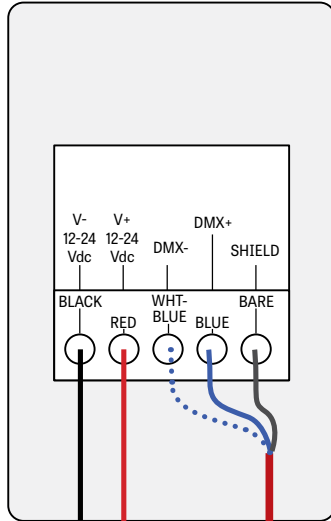 V-
12-24
Vdc
V+
12-24
Vdc
DMX-
DMX+
SHIELD
BLACK
RED
WHT-
BLUE
BLUE
BARE